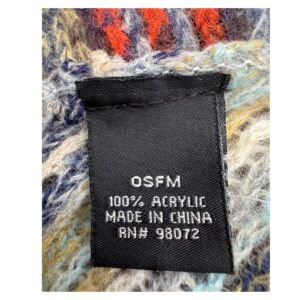 OSFM
100% ACRYLIC
MADE IN CHINA
RN# 98072